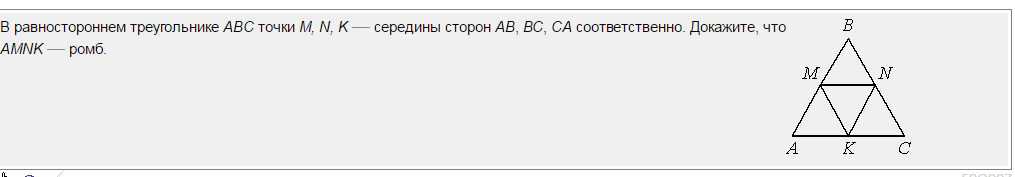 В равностороннем треугольнике ABC точки M, N, K — середины сторон AB, BC, CA соответственно. Докажите, что
AMNK — ромб.
B
M N
A K C